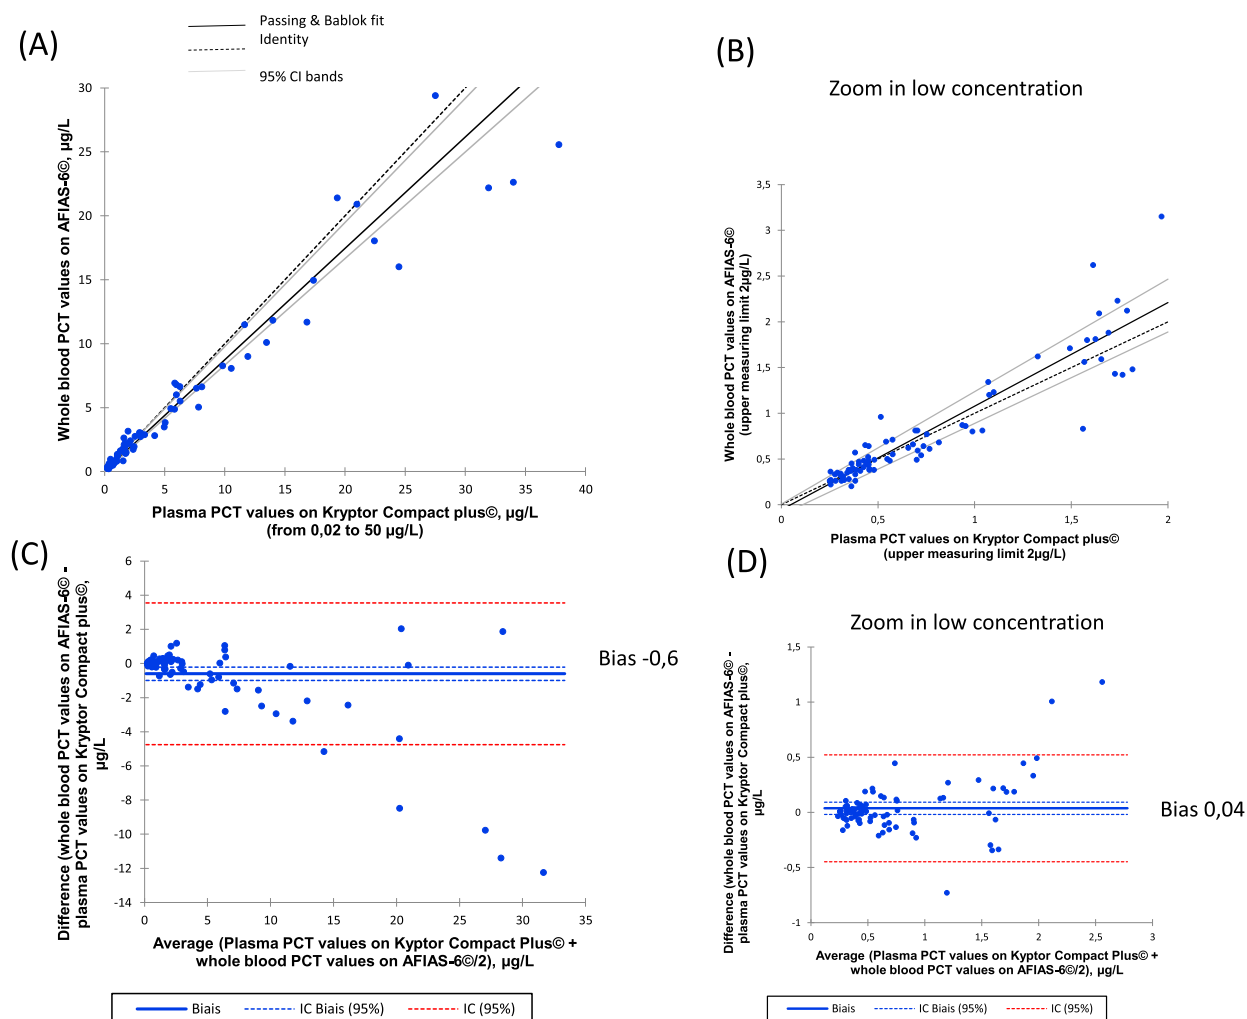 Passing & Bablok fit
Identity
95% CI bands
(A)
30
25
20
15
10
5
0
0
5
10
15
20
25
30
35
40
Whole blood PCT values on AFIAS-6©, µg/L
Plasma PCT values on Kryptor Compact plus©, µg/L
(from 0,02 to 50 µg/L)
(B)
Zoom in low concentration
3,5
3
2,5
2
1,5
1
0,5
0
0
0,5
1
1,5
2
Whole blood PCT values on AFIAS-6©
(upper measuring limit 2µg/L)
Plasma PCT values on Kryptor Compact plus©
(upper measuring limit 2µg/L)
(C)
6
4
2
0
-2
-4
-6
-8
-10
-12
-14
0
5
10
15
20
25
30
35
Difference (whole blood PCT values on AFIAS-6© -
plasma PCT values on Kryptor Compact plus©,
µg/L
Average (Plasma PCT values on Kyptor Compact Plus© +
whole blood PCT values on AFIAS-6©/2), µg/L
Bias -0,6
Biais
IC Biais (95%)
IC (95%)
(D)
Zoom in low concentration
1,5
1
0,5
0
-0,5
-1
0
0,5
1
1,5
2
2,5
3
Difference (whole blood PCT values on AFIAS-6© -
plasma PCT values on Kryptor Compact plus©,
µg/L
Average (Plasma PCT values on Kyptor Compact Plus© +
whole blood PCT values on AFIAS-6©/2), µg/L
Bias 0,04
Biais
IC Biais (95%)
IC (95%)